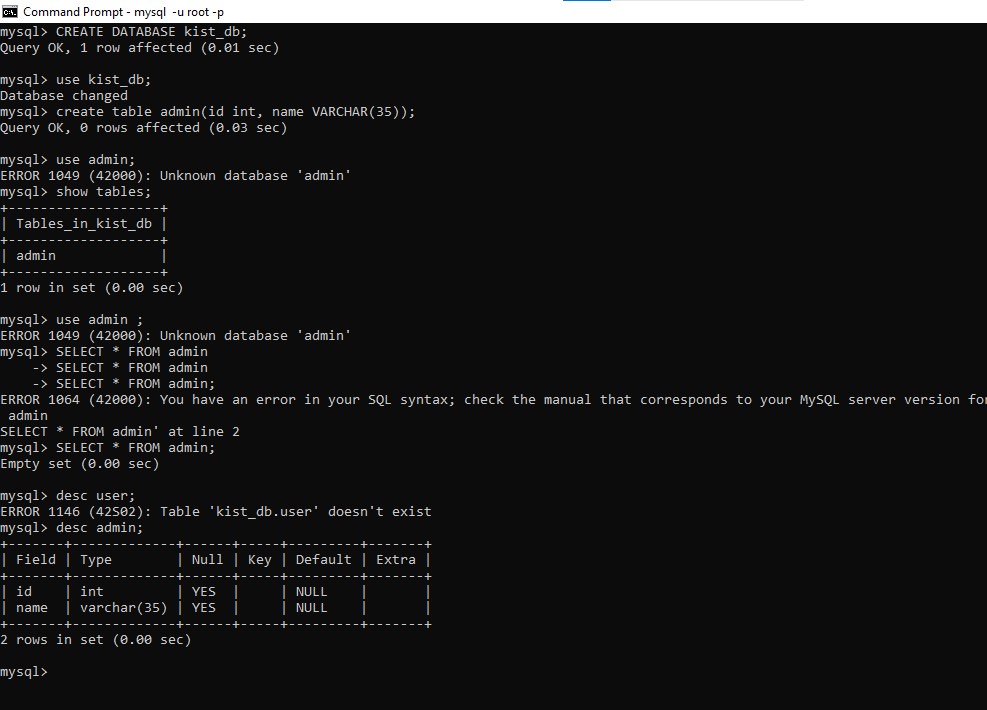 Command Prompt - mysql -u root -p
mysql> CREATE DATABASE kist_db;
Query OK, 1 row affected (0.01 sec)

mysql> use kist_db;
Database changed
mysql> create table admin(id int, name VARCHAR(35));
Query OK, 0 rows affected (0.03 sec)

mysql> use admin;
ERROR 1049 (42000): Unknown database 'admin'
mysql> show tables;
+-------------------+
| Tables_in_kist_db |
+-------------------+
| admin             |
+-------------------+
1 row in set (0.00 sec)

mysql> use admin ;
ERROR 1049 (42000): Unknown database 'admin'
mysql> SELECT * FROM admin
    -> SELECT * FROM admin
    -> SELECT * FROM admin;
ERROR 1064 (42000): You have an error in your SQL syntax; check the manual that corresponds to your MySQL server version for
 admin
SELECT * FROM admin' at line 2
mysql> SELECT * FROM admin;
Empty set (0.00 sec)

mysql> desc user;
ERROR 1146 (42S02): Table 'kist_db.user' doesn't exist
mysql> desc admin;
+-------+-------------+------+-----+---------+-------+
| Field | Type        | Null | Key | Default | Extra |
+-------+-------------+------+-----+---------+-------+
| id    | int         | YES  |     | NULL    |       |
| name  | varchar(35) | YES  |     | NULL    |       |
+-------+-------------+------+-----+---------+-------+
2 rows in set (0.00 sec)

mysql>